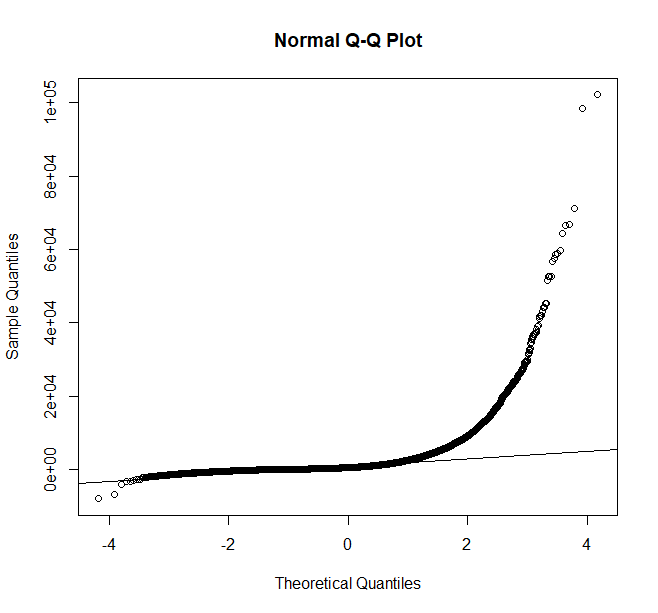 Normal Q-Q Plot
1e+05
8e+04
6e+04
4e+04
2e+04
0e+00
Sample Quantiles
-4 -2 0 2 4
Theoretical Quantiles